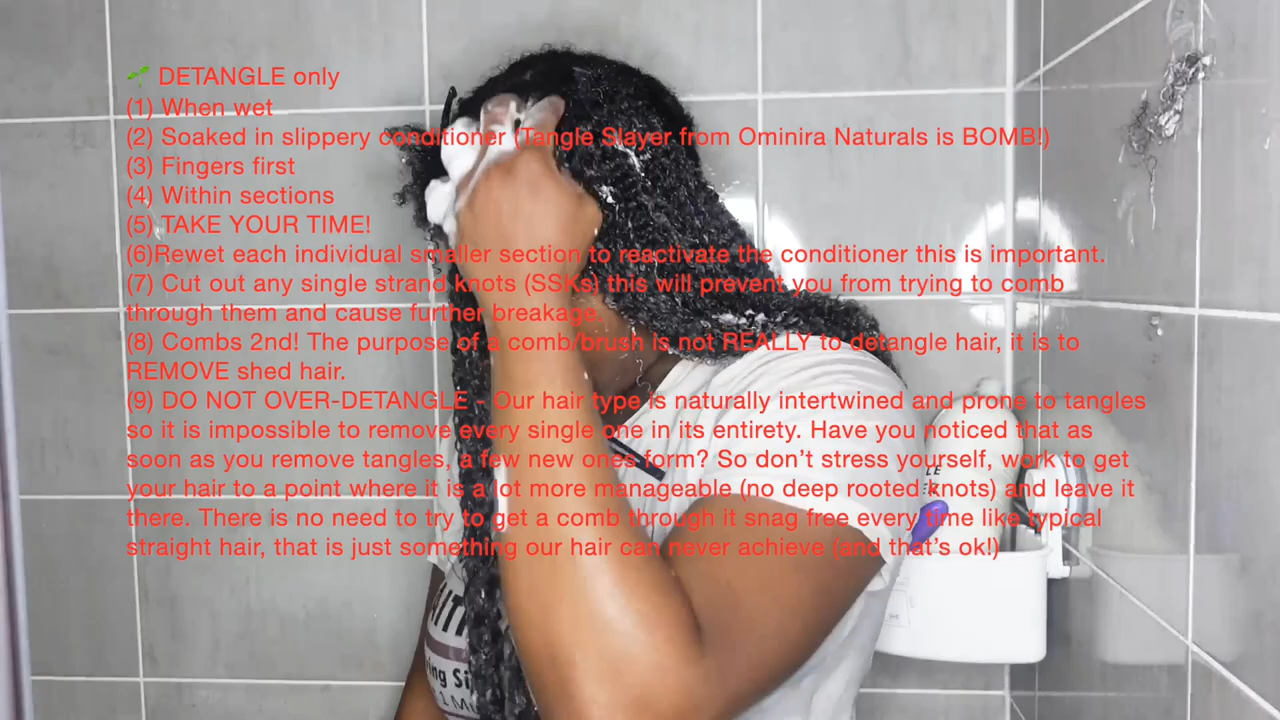 🌱 DETANGLE only
(1) When wet
(2) Soaked in slippery conditioner (Tangle Slayer from Ominira Naturals is BOMB!)
(3) Fingers first
(4) Within sections
(5) TAKE YOUR TIME!
(6)Rewet each individual smaller section to reactivate the conditioner this is important.
(7) Cut out any single strand knots (SSKs) this will prevent you from trying to comb
through them and cause further breakage.
(8) Combs 2nd! The purpose of a comb/brush is not REALLY to detangle hair, it is to
REMOVE shed hair.
(9) DO NOT OVER-DETANGLE - Our hair type is naturally intertwined and prone to tangles
so it is impossible to remove every single one in its entirety. Have you noticed that as
soon as you remove tangles, a few new ones form? So don't stress yourself, work to get
your hair to a point where it is a lot more manageable (no deep rooted knots) and leave it
there. There is no need to try to get a comb through it snag free every time like typical
straight hair, that is just something our hair can never achieve (and that's ok!)